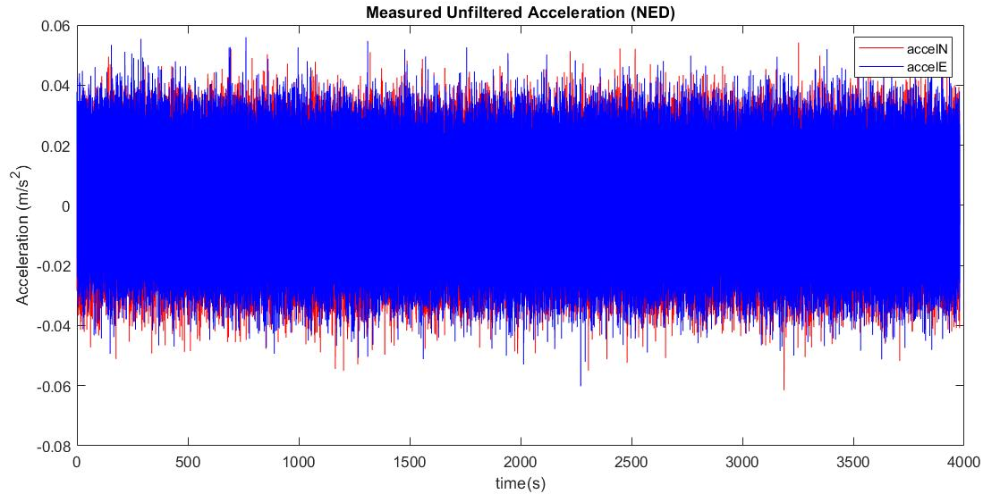 Measured Unfiltered Acceleration (NED)
accelN
accelE
Acceleration (m/s²)
0.06
0.04
0.02
0
-0.02
-0.04
-0.06
-0.08
0 500 1000 1500 2000 2500 3000 3500 4000
time(s)